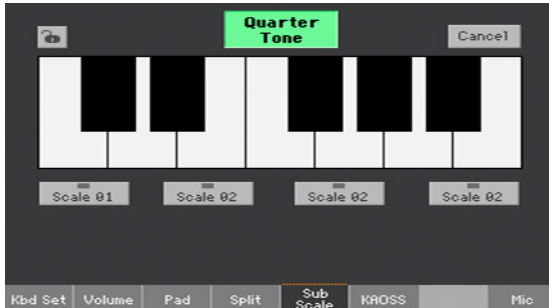 Quarter
Tone
Cancel
Scale 01
Scale 02
Scale 02
Scale 02
Kbd Set
Volume
Pad
Split
Sub
Scale
KAOSS
Mic